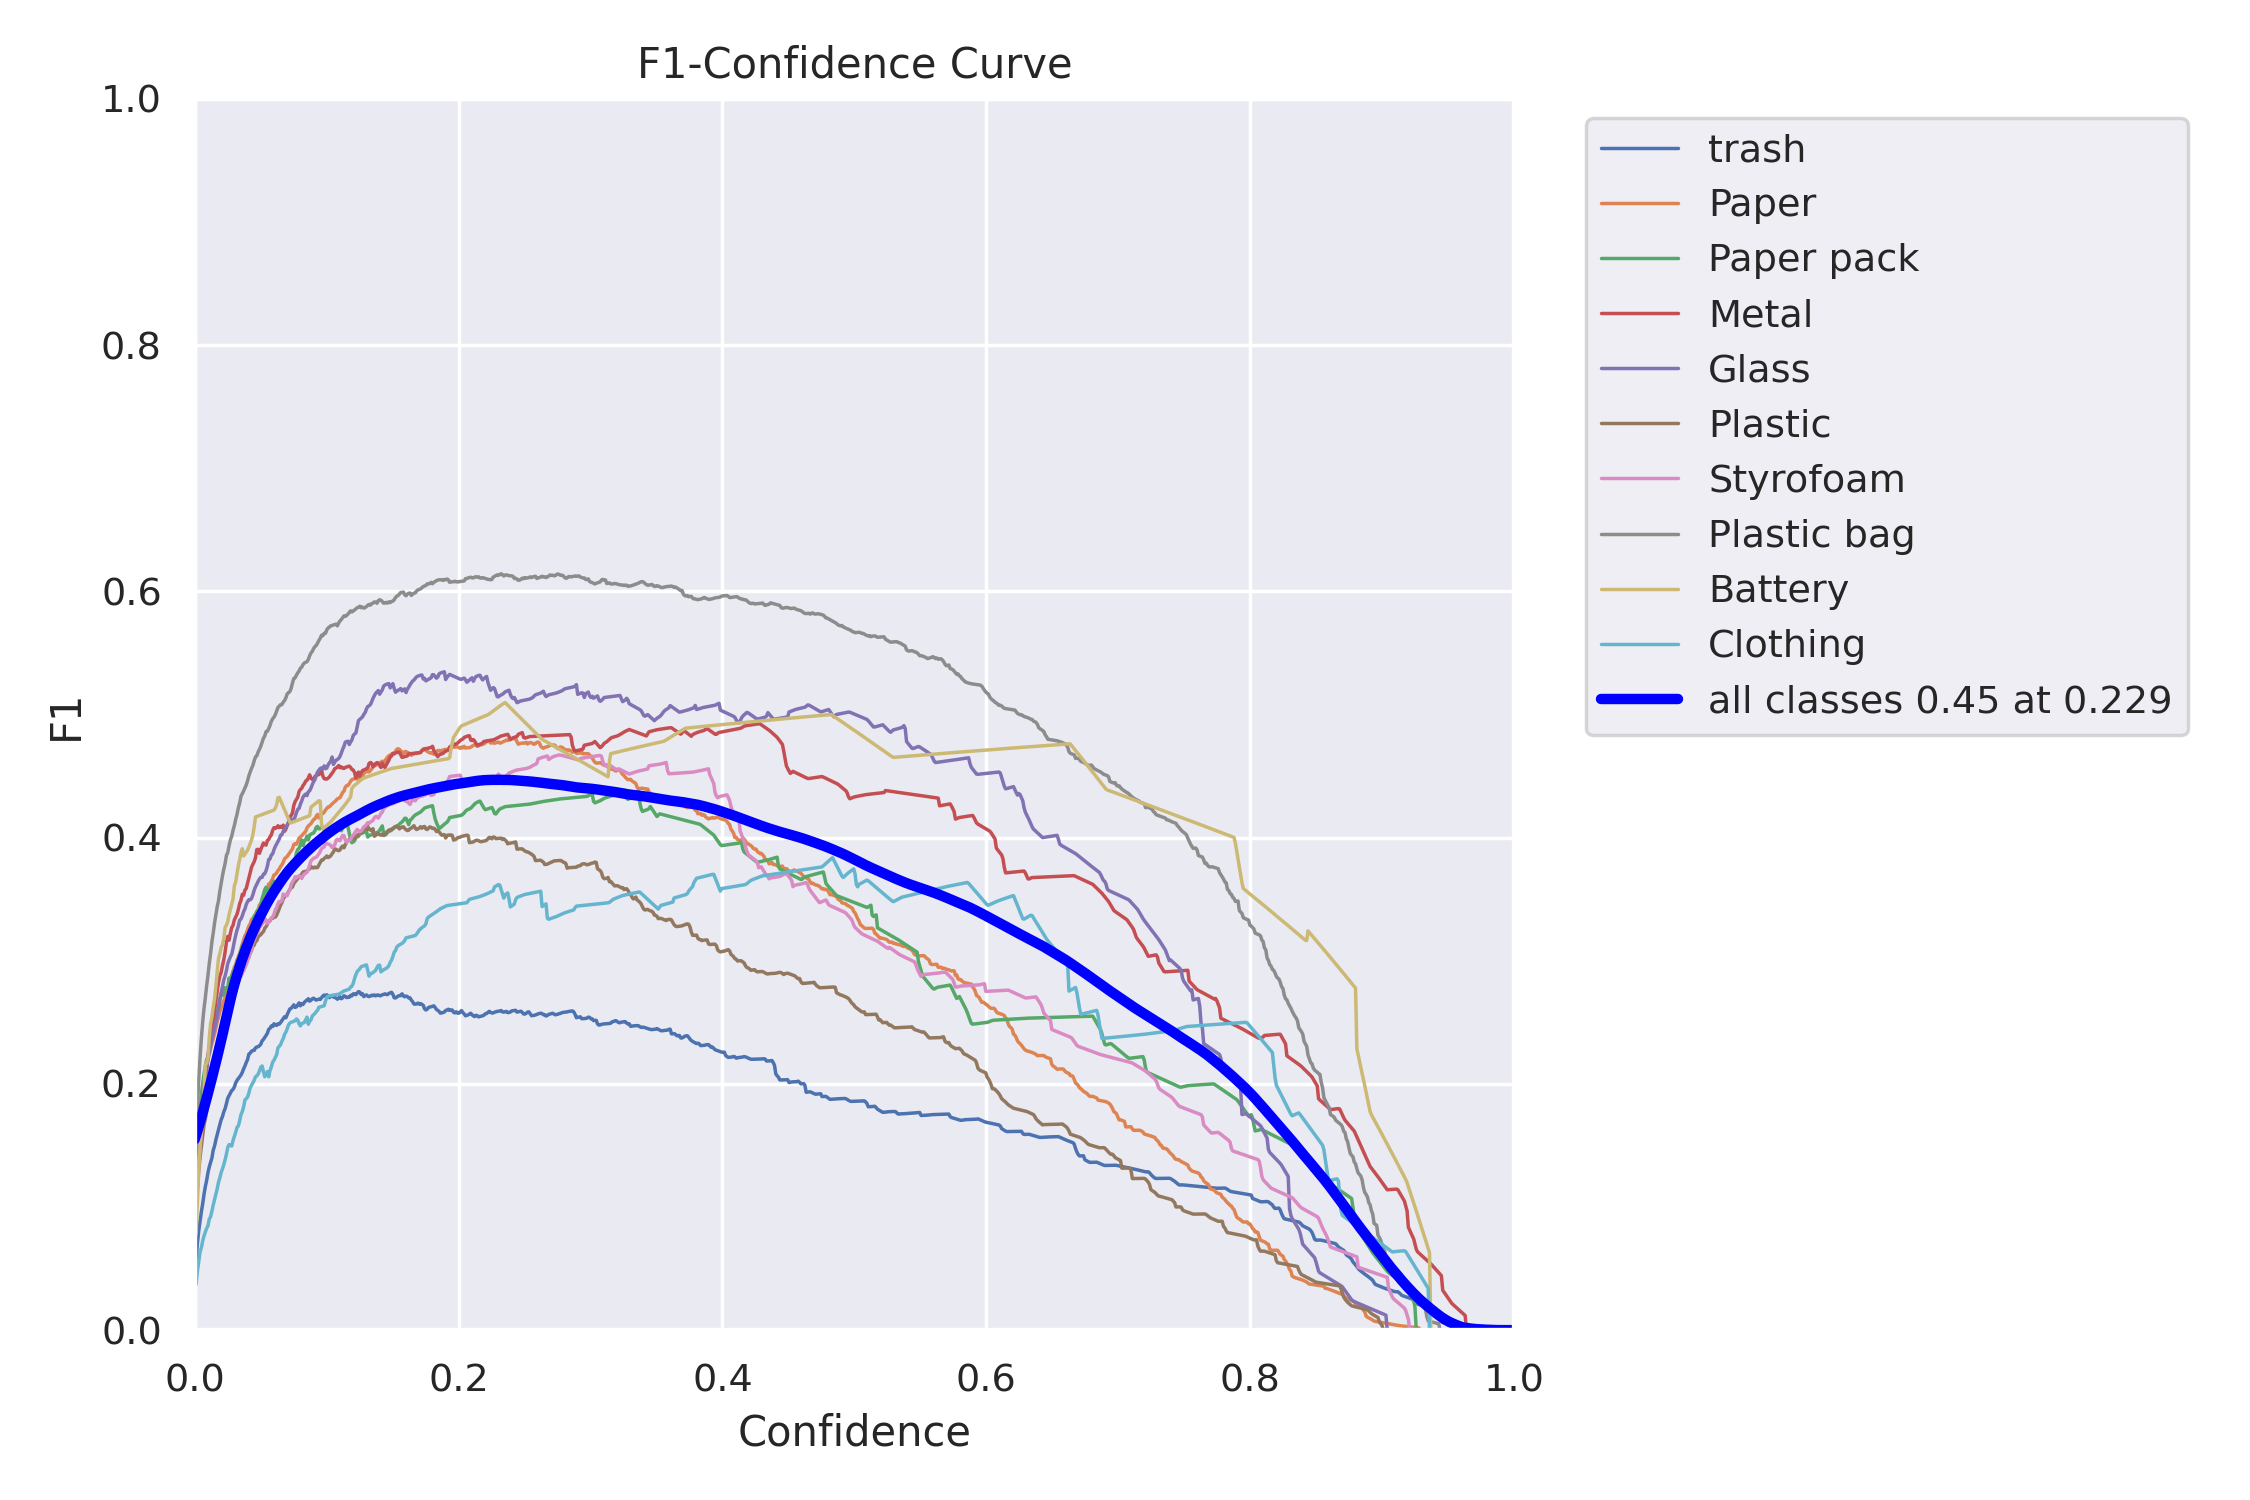 F1-Confidence Curve
1.0
0.8
0.6
0.4
0.2
0.0
F1
0.0 0.2 0.4 0.6 0.8 1.0
Confidence
trash
Paper
Paper pack
Metal
Glass
Plastic
Styrofoam
Plastic bag
Battery
Clothing
all classes 0.45 at 0.229